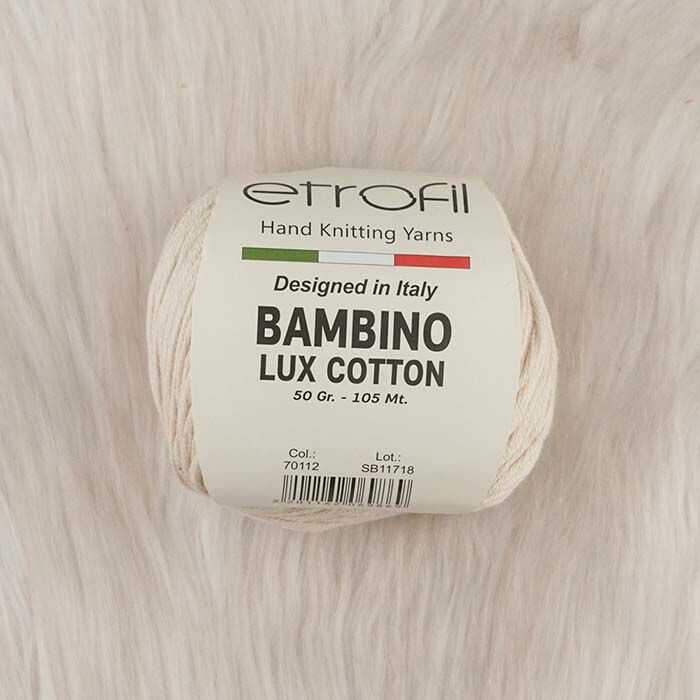 etrofil
Hand Knitting Yarns
Designed in Italy
BAMBINO
LUX COTTON
50 Gr. - 105 Mt.
Col.: Lot.:
70112 SB11718